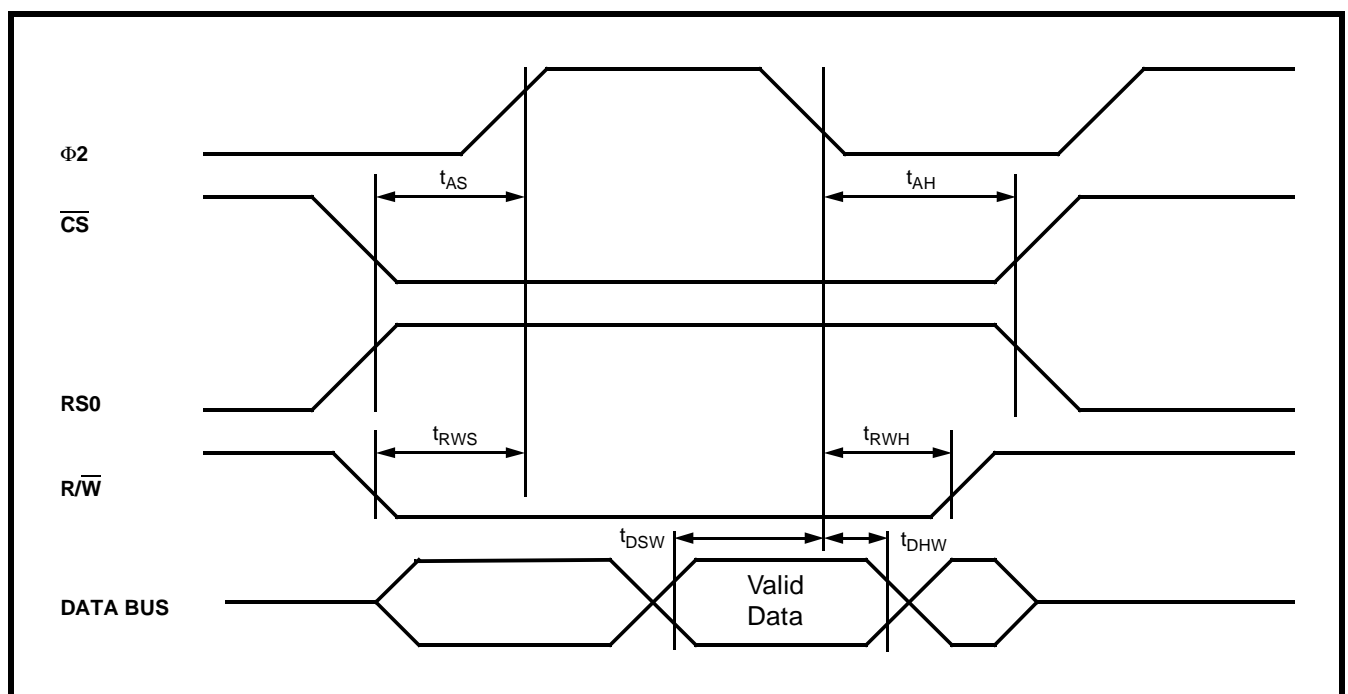 Φ2
tAS
tAH
CS
RS0
tRWS
tRWH
R/W
tDSW
tDHW
DATA BUS
Valid
Data